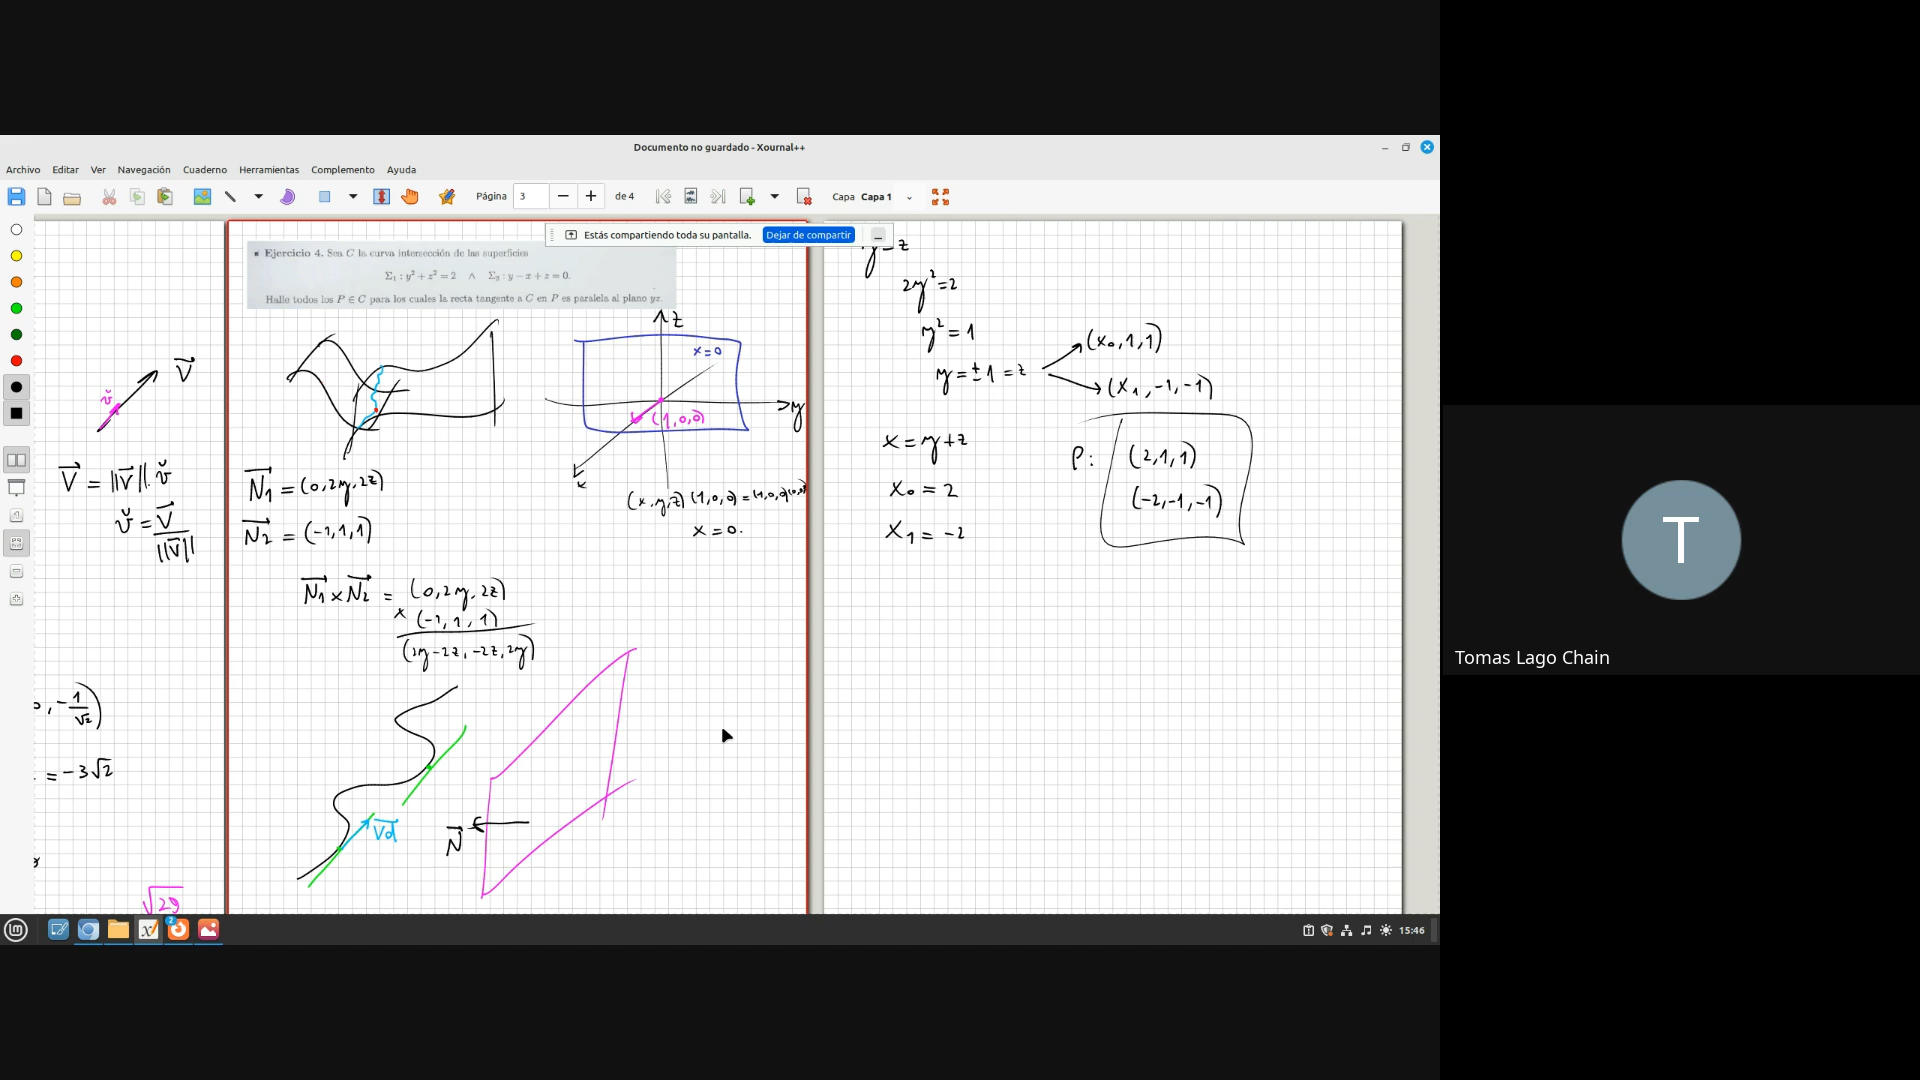 Documento no guardado - Xournal++
Archivo Editar Ver Navegación Cuaderno Herramientas Complemento Ayuda
Página 3 de 4 Capa Capa 1
Estás compartiendo toda su pantalla. Dejar de compartir
Ejercicio 4. Sea C la curva intersección de las superficies
Σ₁ : y² + z² = 2 ∧ Σ₂ : y − x + z = 0.
Halle todos los P ∈ C para los cuales la recta tangente a C en P es paralela al plano yz.
V
v
V = ||V||. v
v = V / ||V||
, -1/√2)
= -3√2
√29
z
x=0
y
(1,0,0)
x
N₁ = (0,2y,2z)
N₂ = (-1,1,1)
(x,y,z)(1,0,0) = (1,0,0)(0,0,0)
x=0.
N₁ x N₂ = (0,2y,2z)
x (-1,1,1)
(2y-2z,-2z,2y)
Vd
N
y=z
2y²=2
y²=1
y=±1=z
(x₀,1,1)
(x₁,-1,-1)
x=y+z
x₀=2
x₁=-2
P: (2,1,1)
(-2,-1,-1)
T
Tomas Lago Chain
2
15:46